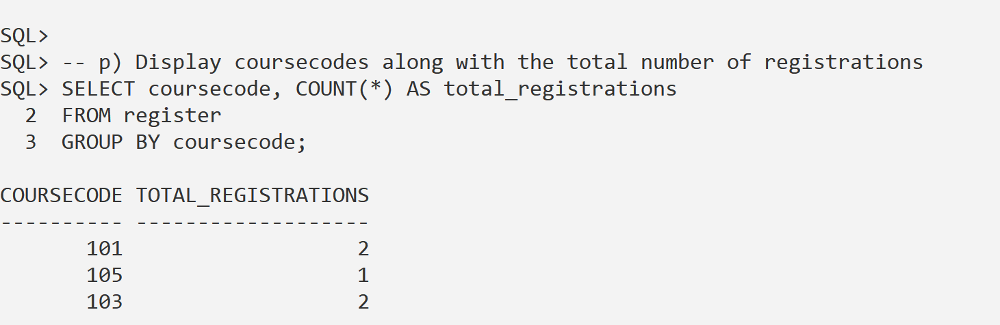 SQL>
SQL> -- p) Display coursecodes along with the total number of registrations
SQL> SELECT coursecode, COUNT(*) AS total_registrations
  2  FROM register
  3  GROUP BY coursecode;

COURSECODE TOTAL_REGISTRATIONS
---------- -------------------
       101                   2
       105                   1
       103                   2